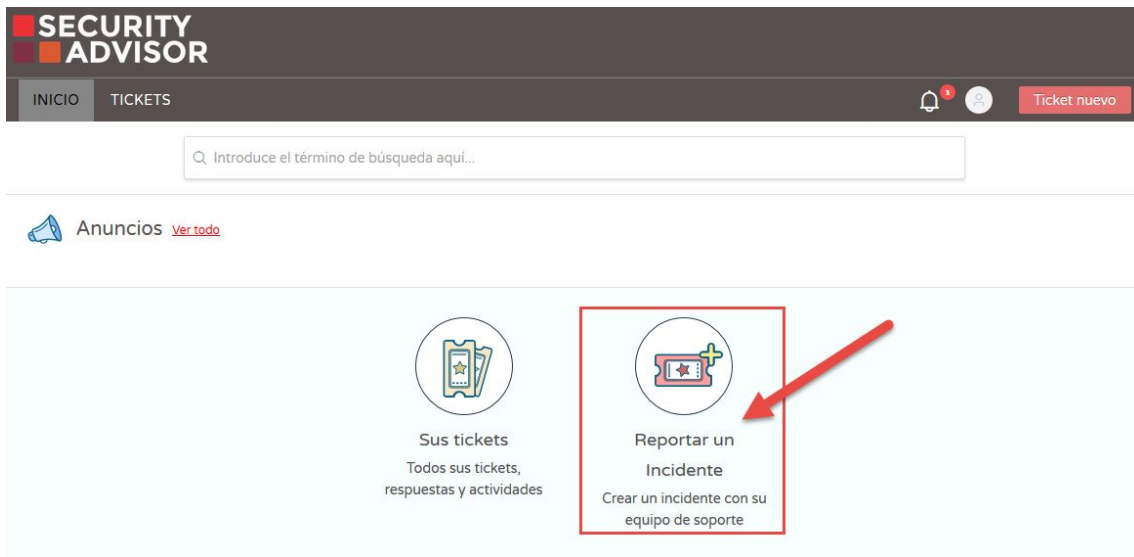 SECURITY
ADVISOR
INICIO TICKETS 1 Ticket nuevo
Introduce el término de búsqueda aquí...
Anuncios Ver todo
Sus tickets
Todos sus tickets,
respuestas y actividades
Reportar un
Incidente
Crear un incidente con su
equipo de soporte